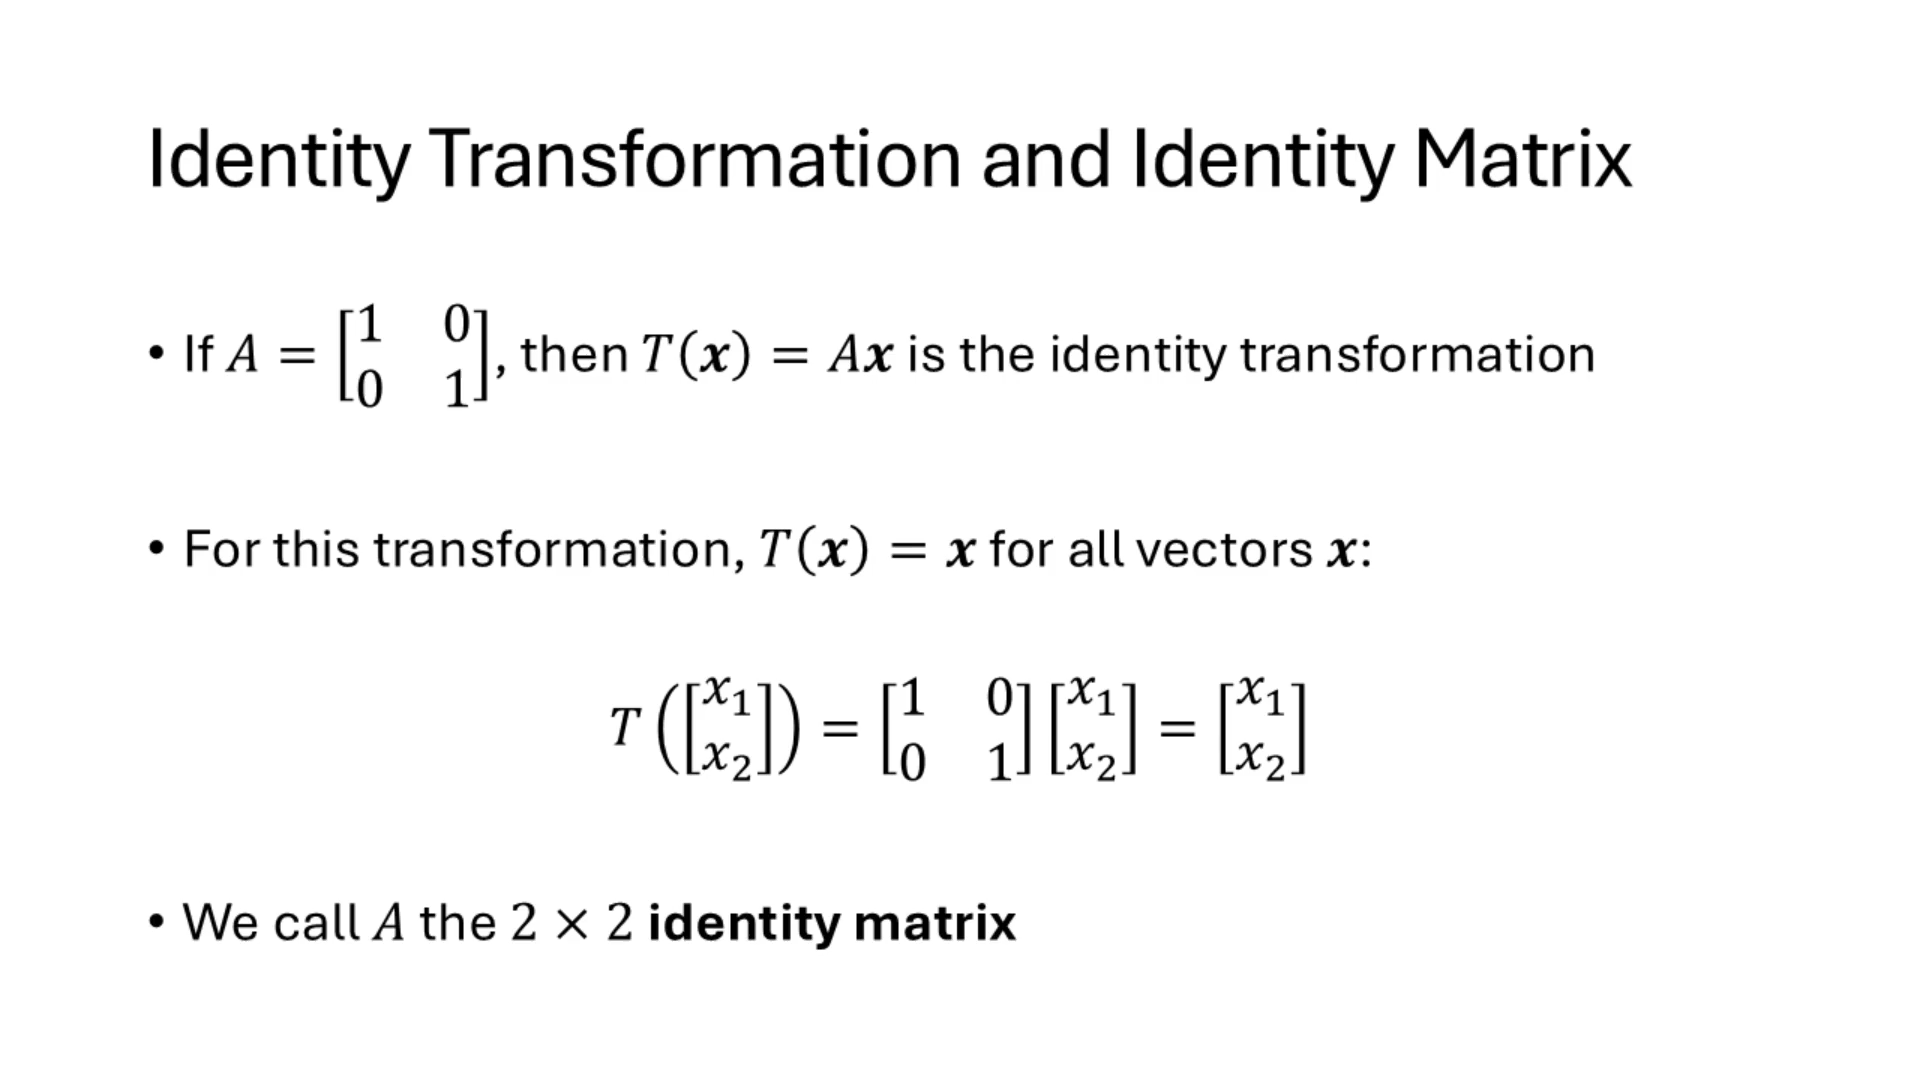 Identity Transformation and Identity Matrix
• If A = [1 0; 0 1], then T(x) = Ax is the identity transformation
• For this transformation, T(x) = x for all vectors x:
T([x₁; x₂]) = [1 0; 0 1][x₁; x₂] = [x₁; x₂]
• We call A the 2 × 2 identity matrix